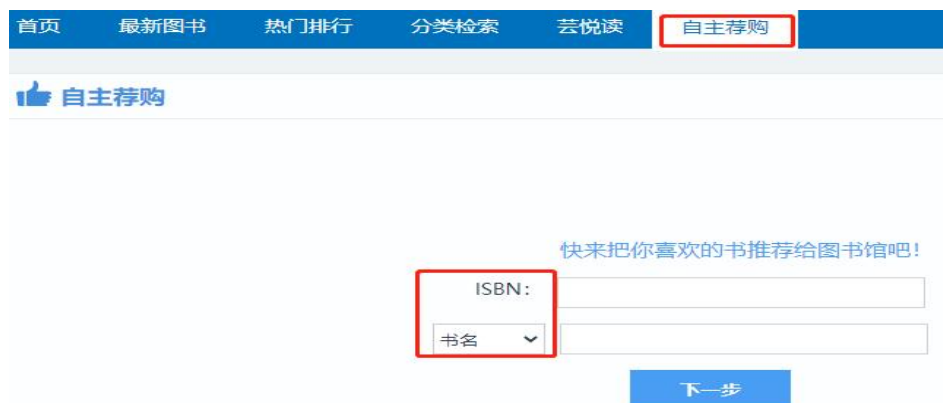 首页 最新图书 热门排行 分类检索 芸悦读 自主荐购
自主荐购
快来把你喜欢的书推荐给图书馆吧!
ISBN:
书名
下一步